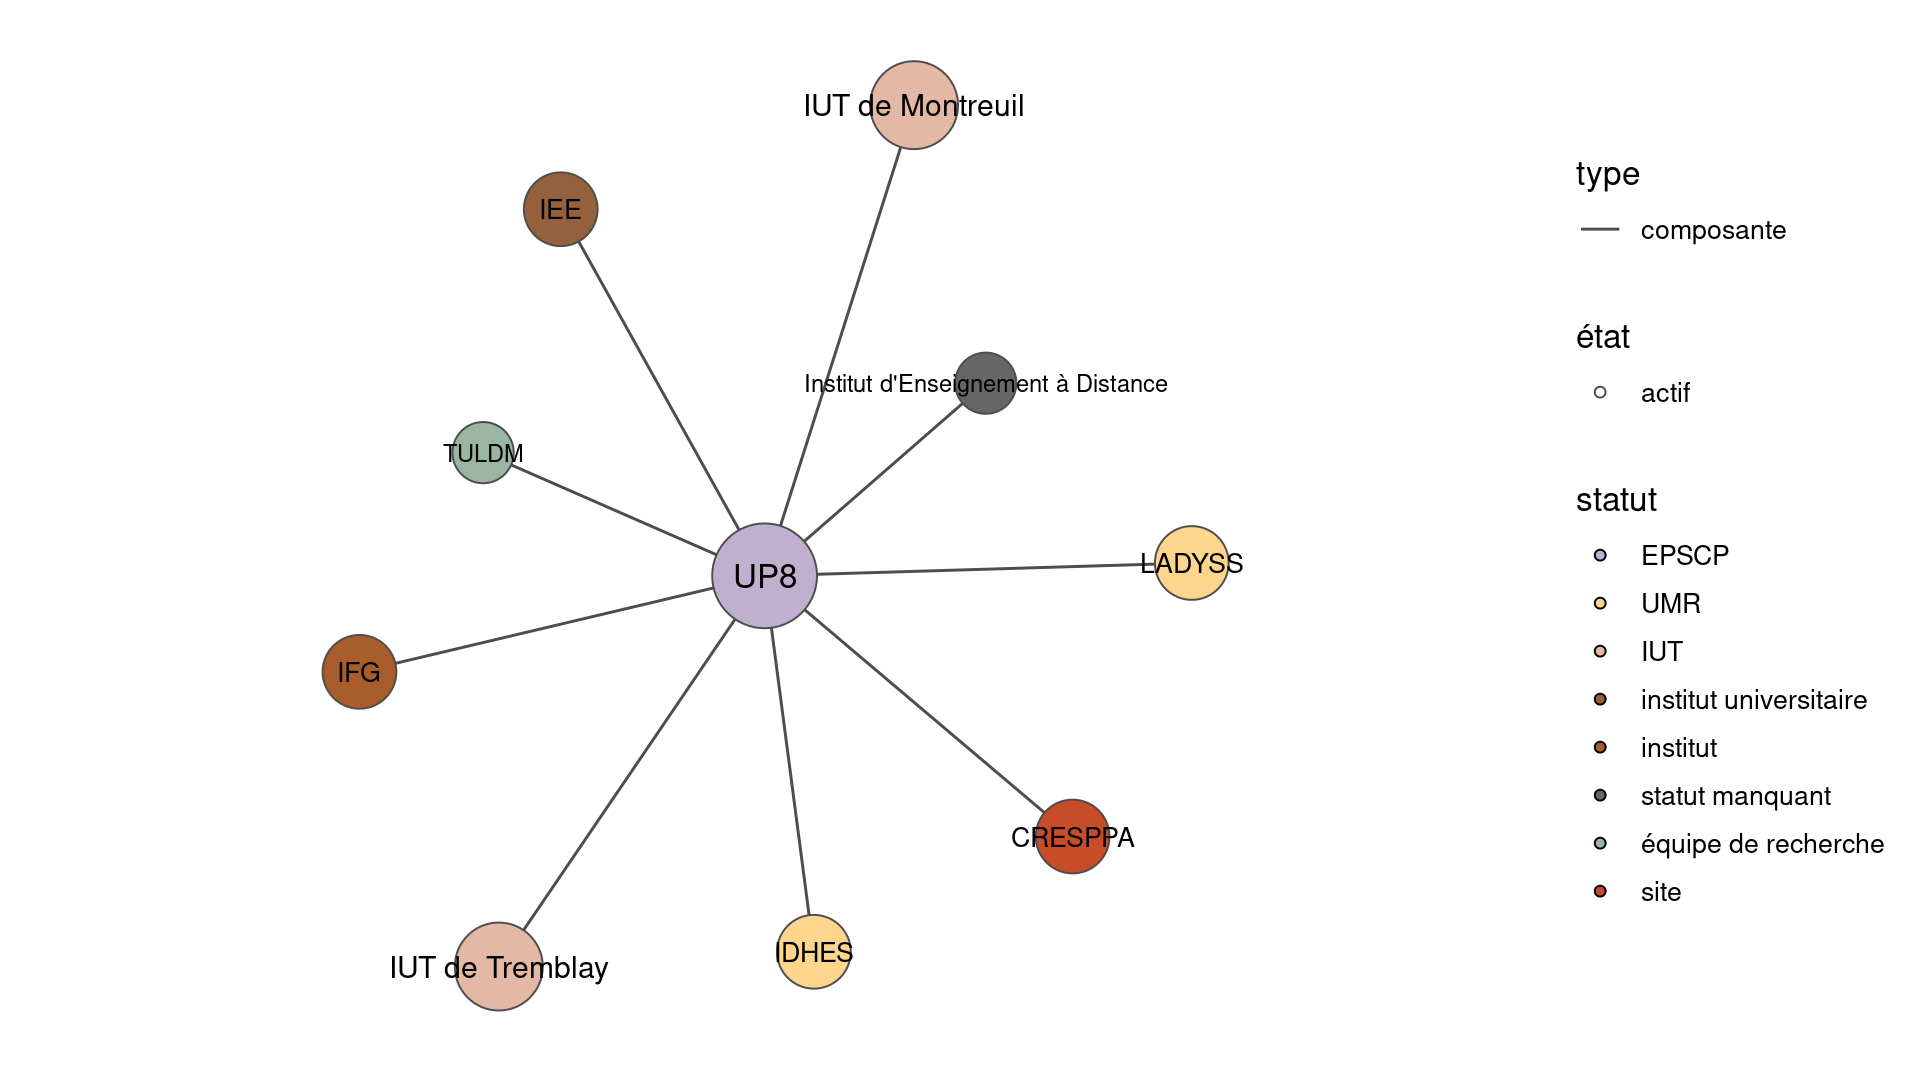 IUT de Montreuil
IEE
Institut d'Enseignement à Distance
TULDM
LADYSS
UP8
IFG
CRESPPA
IDHES
IUT de Tremblay
type
composante
état
actif
statut
EPSCP
UMR
IUT
institut universitaire
institut
statut manquant
équipe de recherche
site